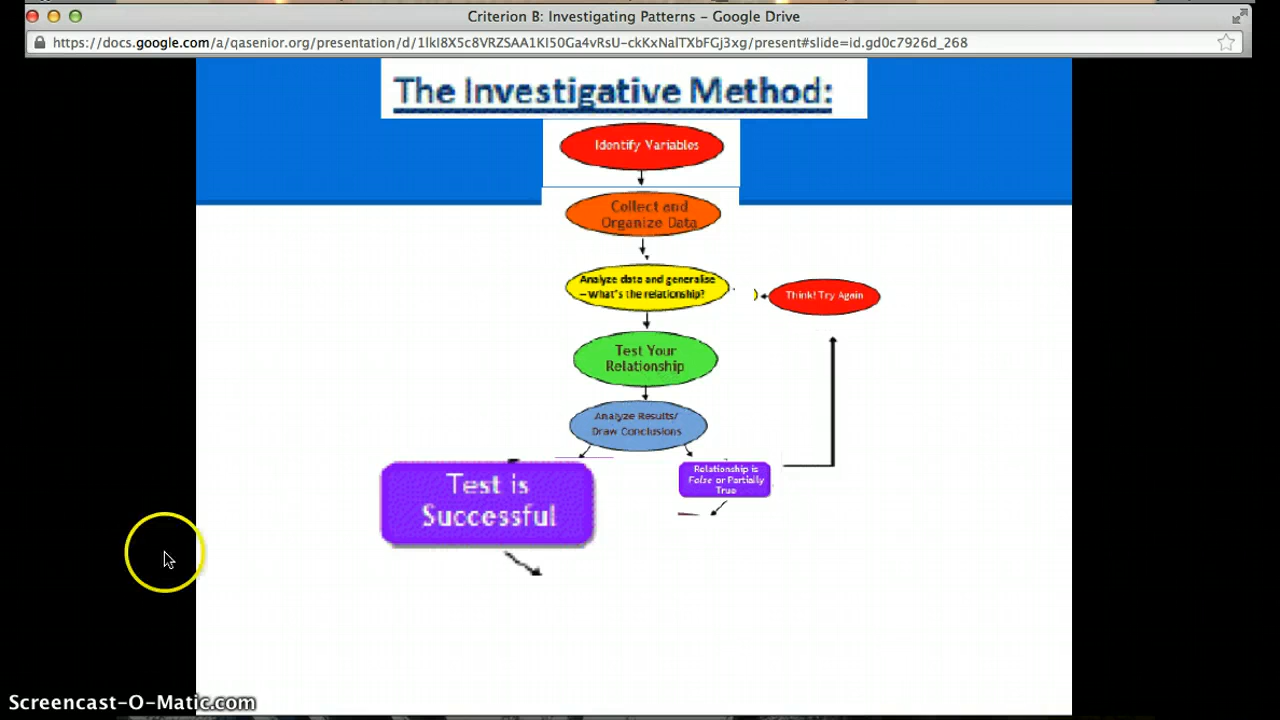 Criterion B: Investigating Patterns – Google Drive
https://docs.google.com/a/qasenior.org/presentation/d/1lkI8X5c8VRZSAA1KI50Ga4vRsU-ckKxNalTXbFGj3xg/present#slide=id.gd0c7926d_268
The Investigative Method:
Identify Variables
Collect and
Organize Data
Analyze data and generalise
– What's the relationship?
Think! Try Again
Test Your
Relationship
Analyze Results/
Draw Conclusions
Test is
Successful
Relationship is
False or Partially
True
Screencast-O-Matic.com